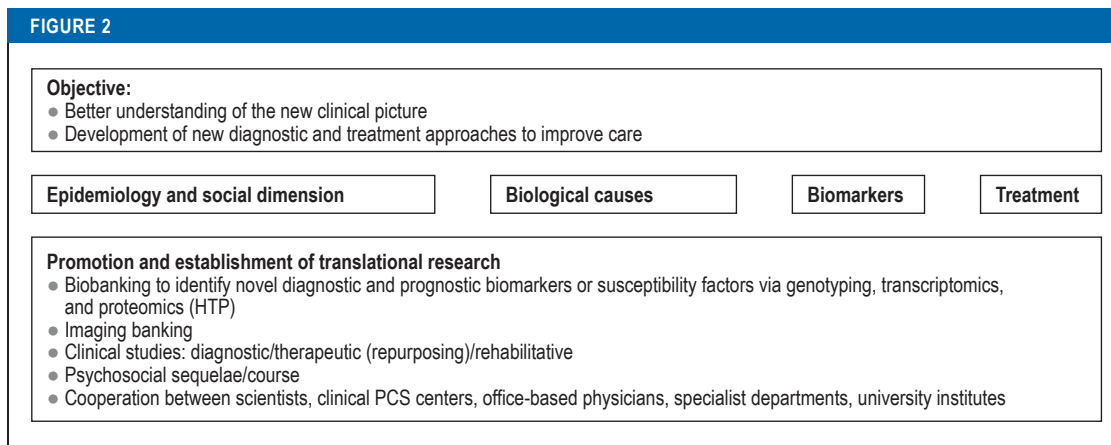 FIGURE 2
Objective:
● Better understanding of the new clinical picture
● Development of new diagnostic and treatment approaches to improve care
Epidemiology and social dimension
Biological causes
Biomarkers
Treatment
Promotion and establishment of translational research
● Biobanking to identify novel diagnostic and prognostic biomarkers or susceptibility factors via genotyping, transcriptomics,
and proteomics (HTP)
● Imaging banking
● Clinical studies: diagnostic/therapeutic (repurposing)/rehabilitative
● Psychosocial sequelae/course
● Cooperation between scientists, clinical PCS centers, office-based physicians, specialist departments, university institutes